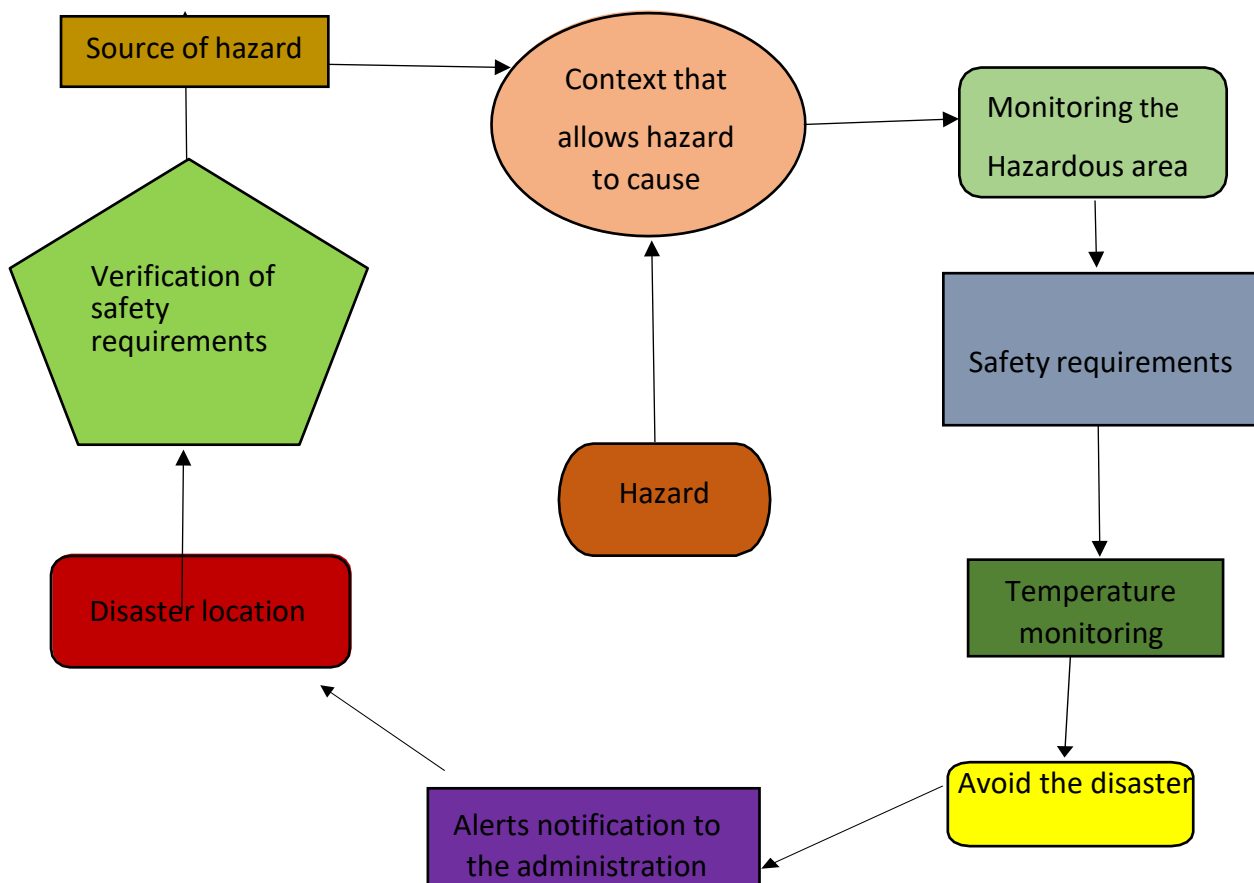 Source of hazard
Context that
allows hazard
to cause
Monitoring the
Hazardous area
Verification of
safety
requirements
Safety requirements
Hazard
Disaster location
Temperature
monitoring
Avoid the disaster
Alerts notification to
the administration